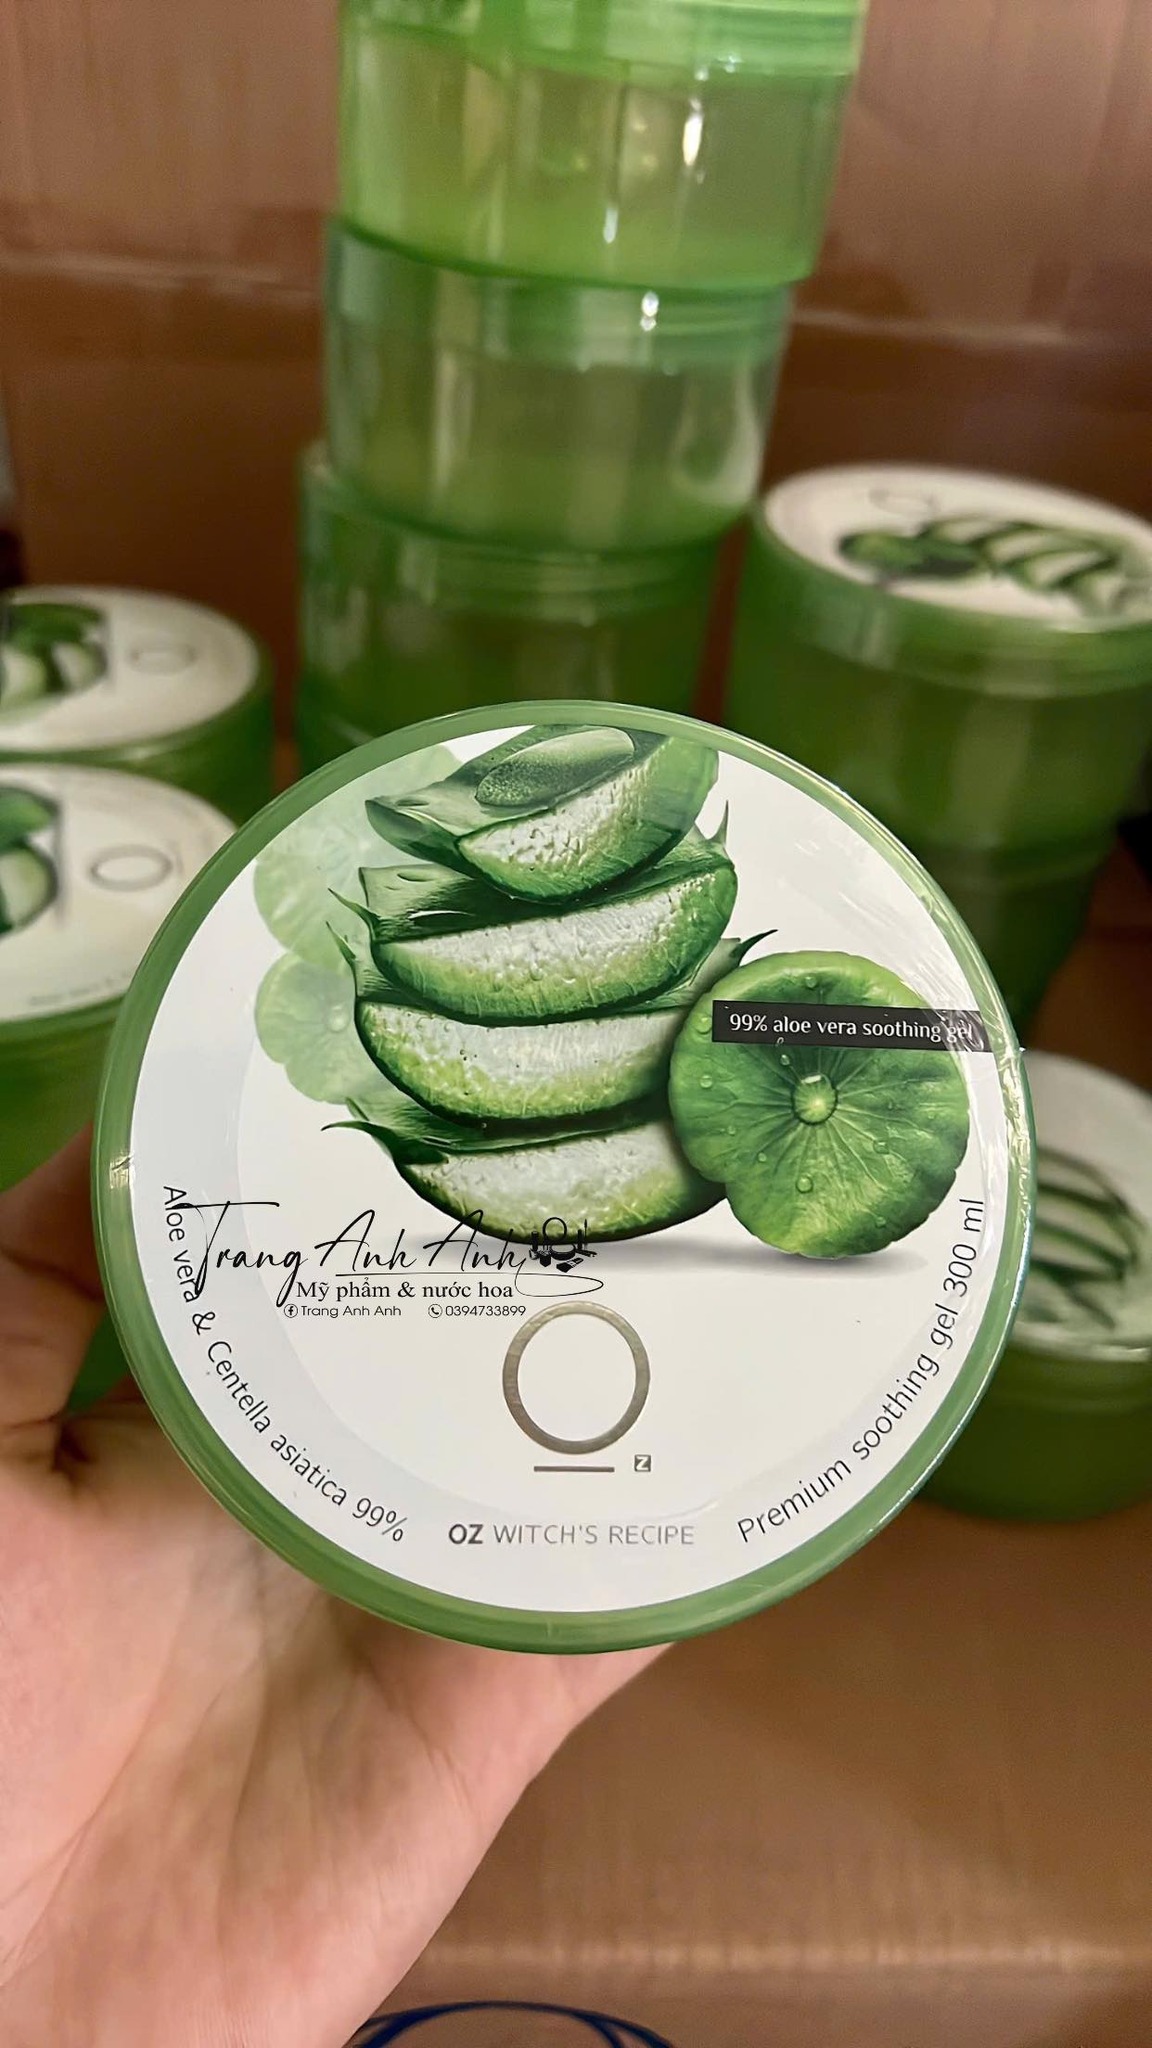 99% aloe vera soothing gel
Trang Anh Anh
Mỹ phẩm & nước hoa
Trang Anh Anh 0394733899
Aloe vera & Centella asiatica 99%
Premium soothing gel 300 ml
Z
OZ WITCH'S RECIPE